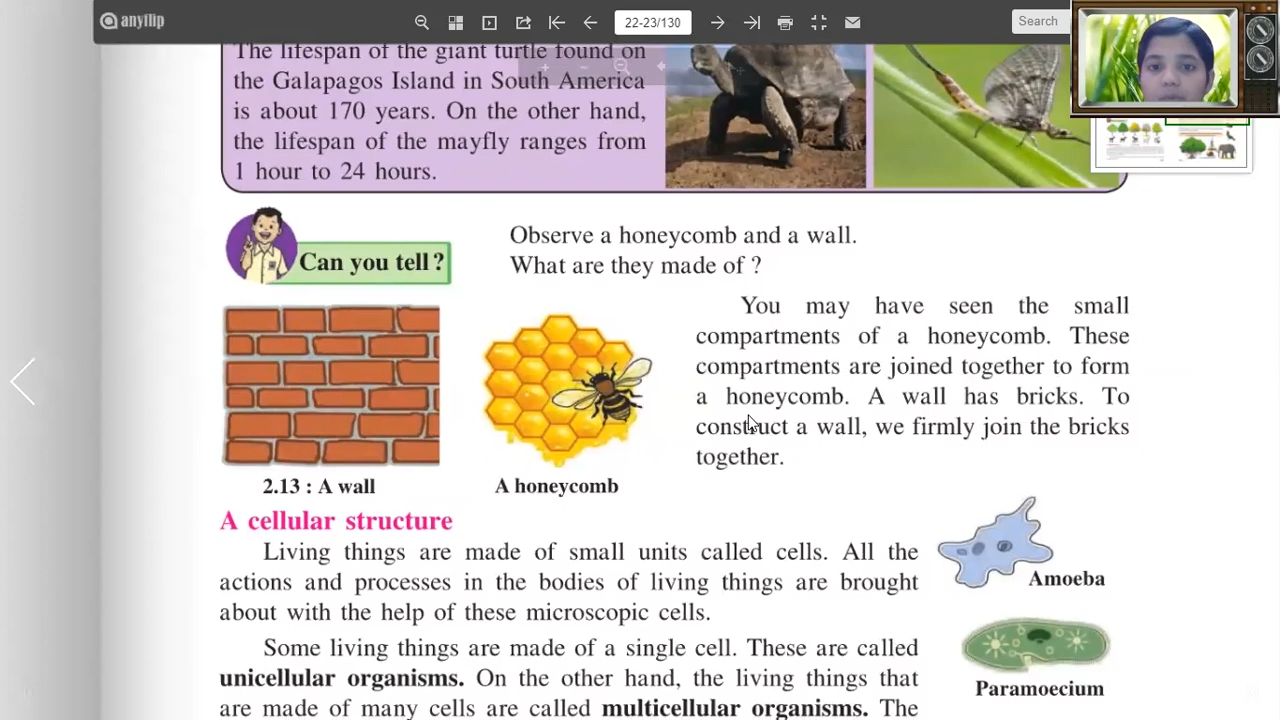 anyflip
22-23/130
Search
The lifespan of the giant turtle found on
the Galapagos Island in South America
is about 170 years. On the other hand,
the lifespan of the mayfly ranges from
1 hour to 24 hours.
Can you tell?
Observe a honeycomb and a wall.
What are they made of ?
You may have seen the small
compartments of a honeycomb. These
compartments are joined together to form
a honeycomb. A wall has bricks. To
construct a wall, we firmly join the bricks
together.
2.13 : A wall
A honeycomb
A cellular structure
Living things are made of small units called cells. All the
actions and processes in the bodies of living things are brought
about with the help of these microscopic cells.
Amoeba
Some living things are made of a single cell. These are called
unicellular organisms. On the other hand, the living things that
are made of many cells are called multicellular organisms. The
Paramoecium